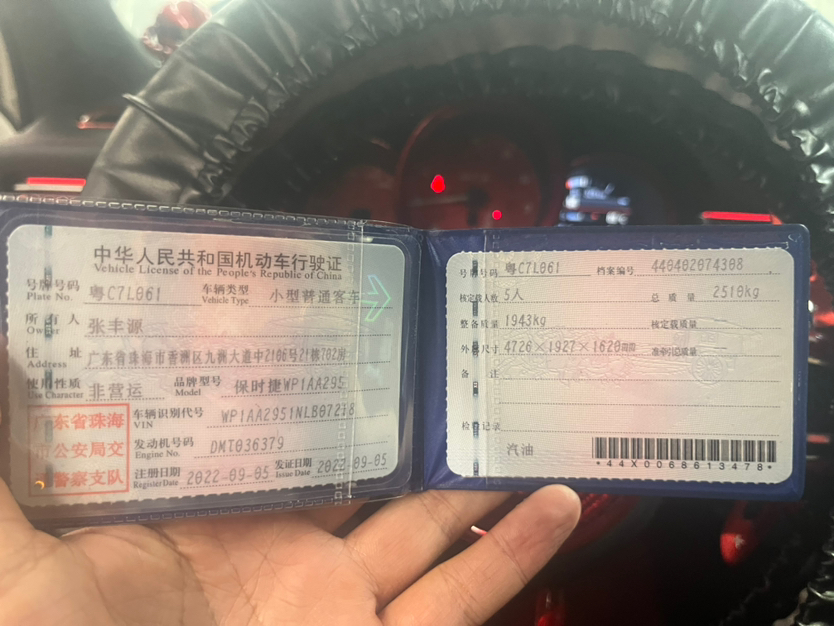 中华人民共和国机动车行驶证
Vehicle License of the People's Republic of China
号牌号码 粤C7L061 车辆类型 小型普通客车
Plate No. Vehicle Type
所有人 张丰源
Owner
住址 广东省珠海市香洲区九洲大道中2106号21栋702房
Address
使用性质 非营运 品牌型号 保时捷WP1AA295
Use Character Model
广东省珠海
市公安局交
警察支队
车辆识别代号
VIN
发动机号码 DMT036379
Engine No.
注册日期 2022-09-05 发证日期 2022-09-05
Register Date Issue Date
号牌号码 粤C7L061 档案编号 440402074308
核定载人数 5人 总质量 2510kg
整备质量 1943kg 核定载质量
外廓尺寸 4726×1927×1620mm 准牵引总质量
备注
检验记录
汽油
*44X0068613478*